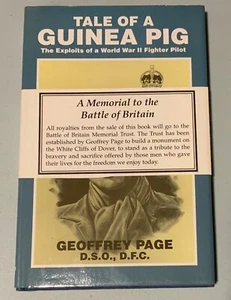 TALE OF A
GUINEA PIG
The Exploits of a World War II Fighter Pilot
A Memorial to the
Battle of Britain
All royalties from the sale of this book will go to the
Battle of Britain Memorial Trust. The Trust has been
established by Geoffrey Page to build a monument on
the White Cliffs of Dover, to stand as a tribute to the
bravery and sacrifice offered by those men who gave
their lives for the freedom we enjoy today.
GEOFFREY PAGE
D.S.O., D.F.C.